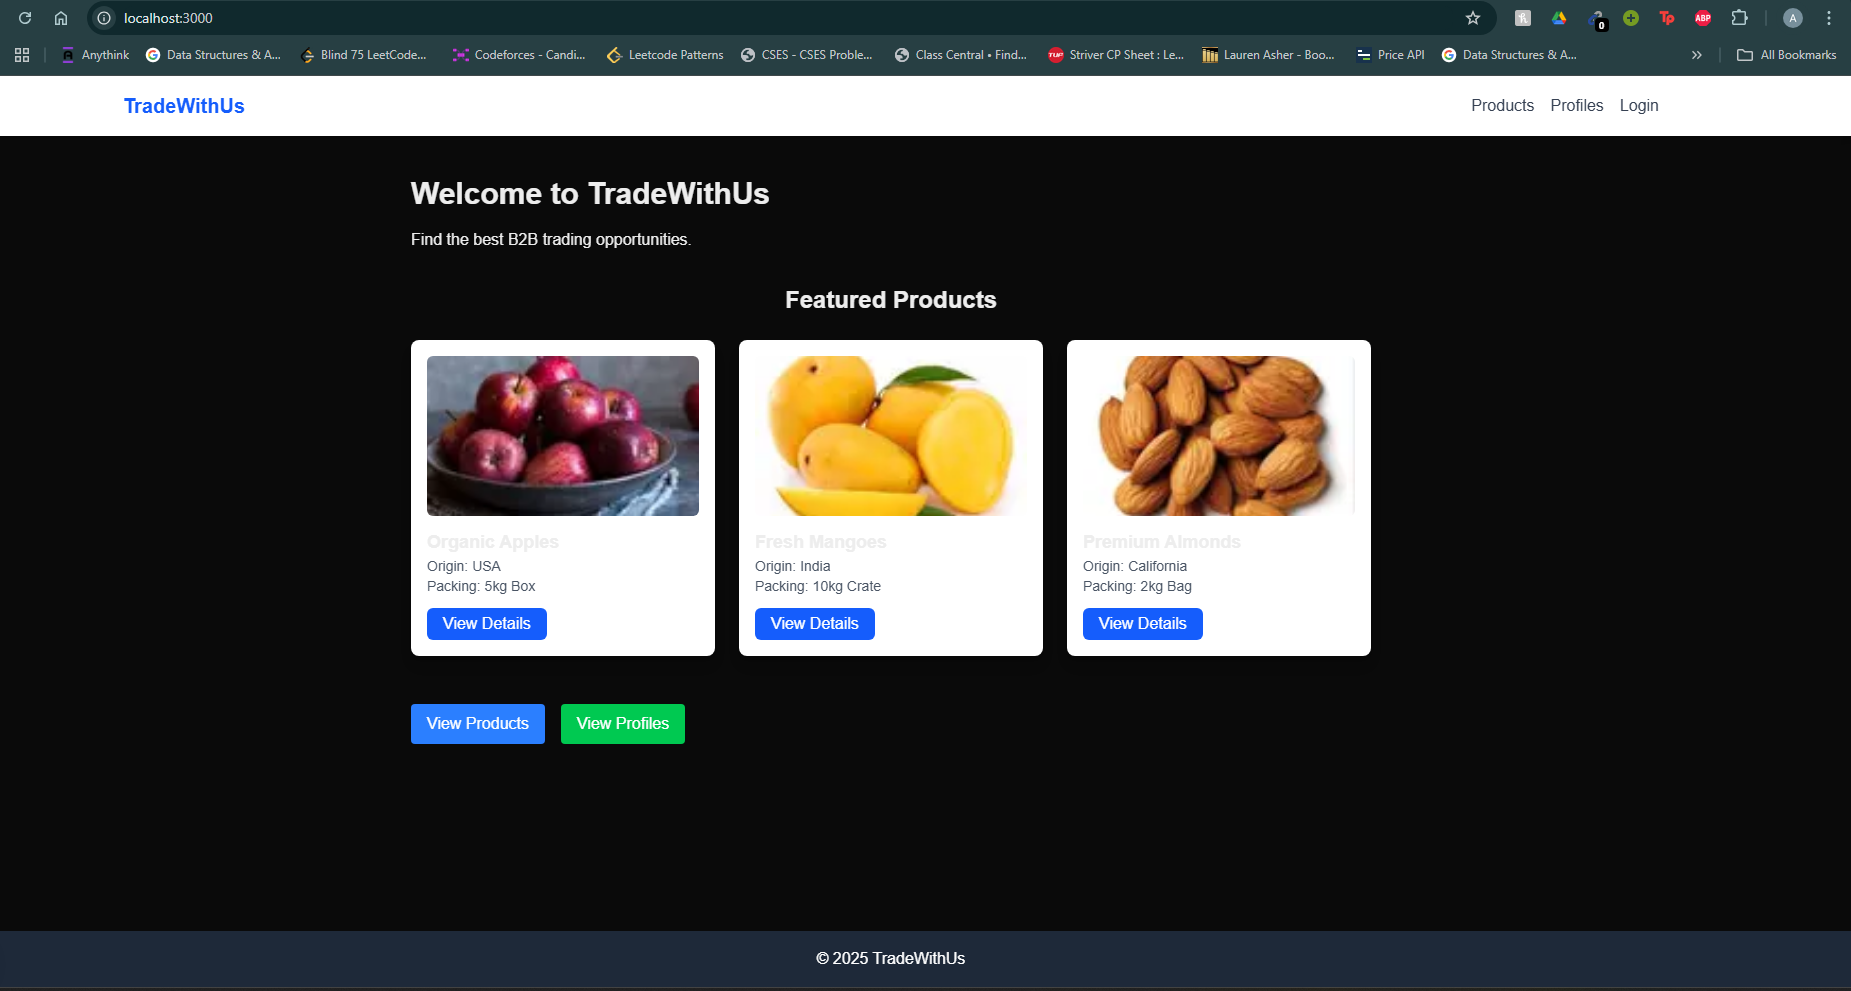 localhost:3000
ABP
0
A
Anythink
Data Structures & A...
Blind 75 LeetCode...
Codeforces - Candi...
Leetcode Patterns
CSES - CSES Proble...
Class Central • Find...
TUF
Striver CP Sheet : Le...
Lauren Asher - Boo...
Price API
Data Structures & A...
All Bookmarks
TradeWithUs
Products Profiles Login
Welcome to TradeWithUs
Find the best B2B trading opportunities.
Featured Products
Organic Apples
Origin: USA
Packing: 5kg Box
View Details
Fresh Mangoes
Origin: India
Packing: 10kg Crate
View Details
Premium Almonds
Origin: California
Packing: 2kg Bag
View Details
View Products
View Profiles
© 2025 TradeWithUs